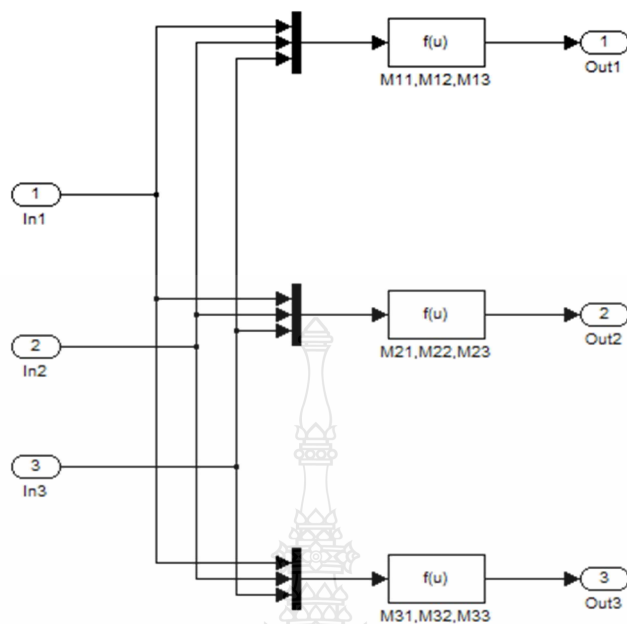 f(u)
M11,M12,M13
1
Out1
1
In1
f(u)
M21,M22,M23
2
Out2
2
In2
3
In3
f(u)
M31,M32,M33
3
Out3